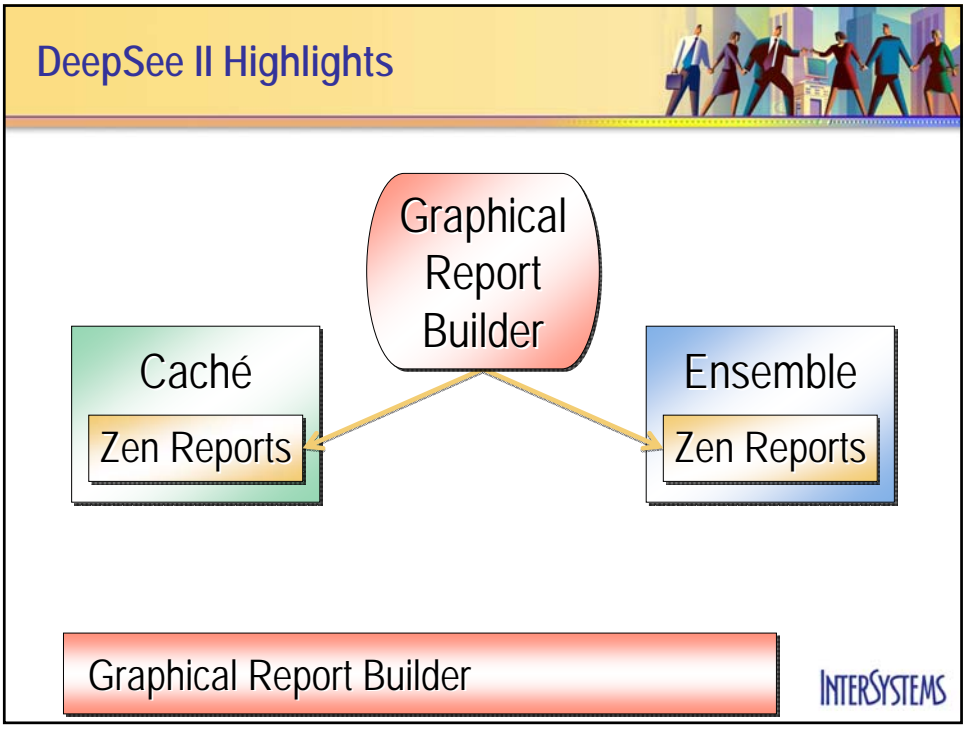 DeepSee II Highlights
Graphical
Report
Builder
Caché
Zen Reports
Ensemble
Zen Reports
Graphical Report Builder
INTERSYSTEMS